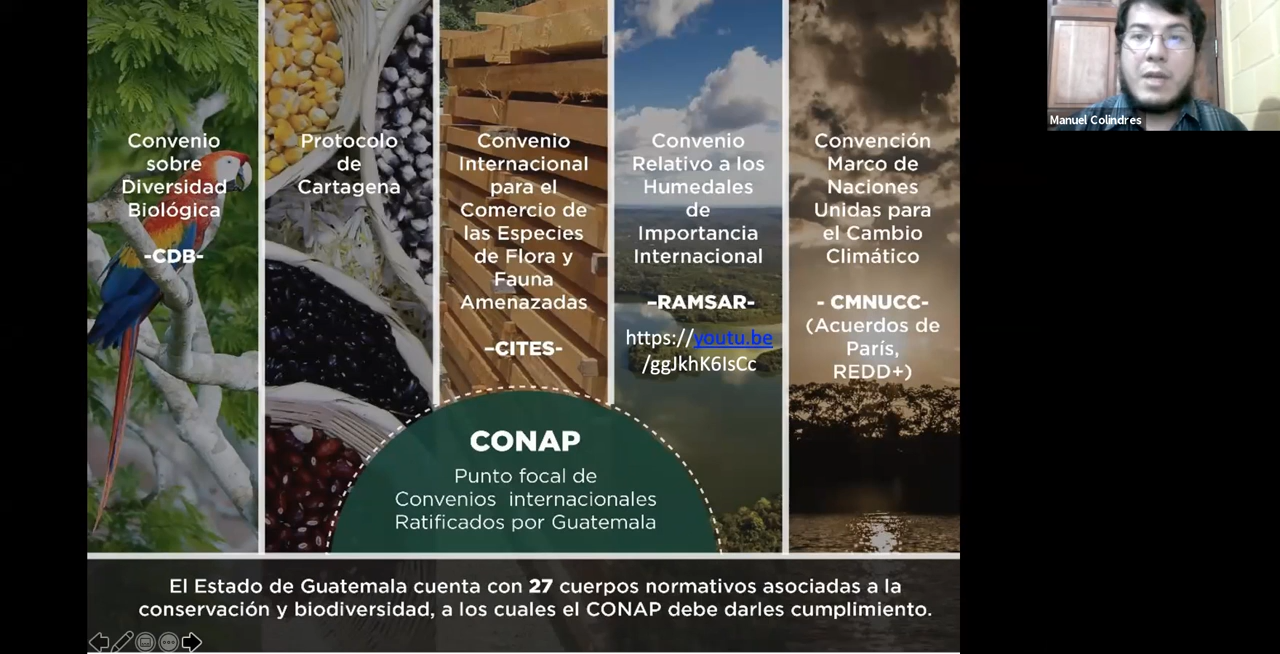 Convenio
sobre
Diversidad
Biológica
-CDB-
Protocolo
de
Cartagena
Convenio
Internacional
para el
Comercio de
las Especies
de Flora y
Fauna
Amenazadas
-CITES-
Convenio
Relativo a los
Humedales
de
Importancia
Internacional
-RAMSAR-
https://youtu.be
/ggJkhK6IsCc
Convención
Marco de
Naciones
Unidas para
el Cambio
Climático
- CMNUCC-
(Acuerdos de
París,
REDD+)
CONAP
Punto focal de
Convenios internacionales
Ratificados por Guatemala
El Estado de Guatemala cuenta con 27 cuerpos normativos asociadas a la
conservación y biodiversidad, a los cuales el CONAP debe darles cumplimiento.
Manuel Colindres